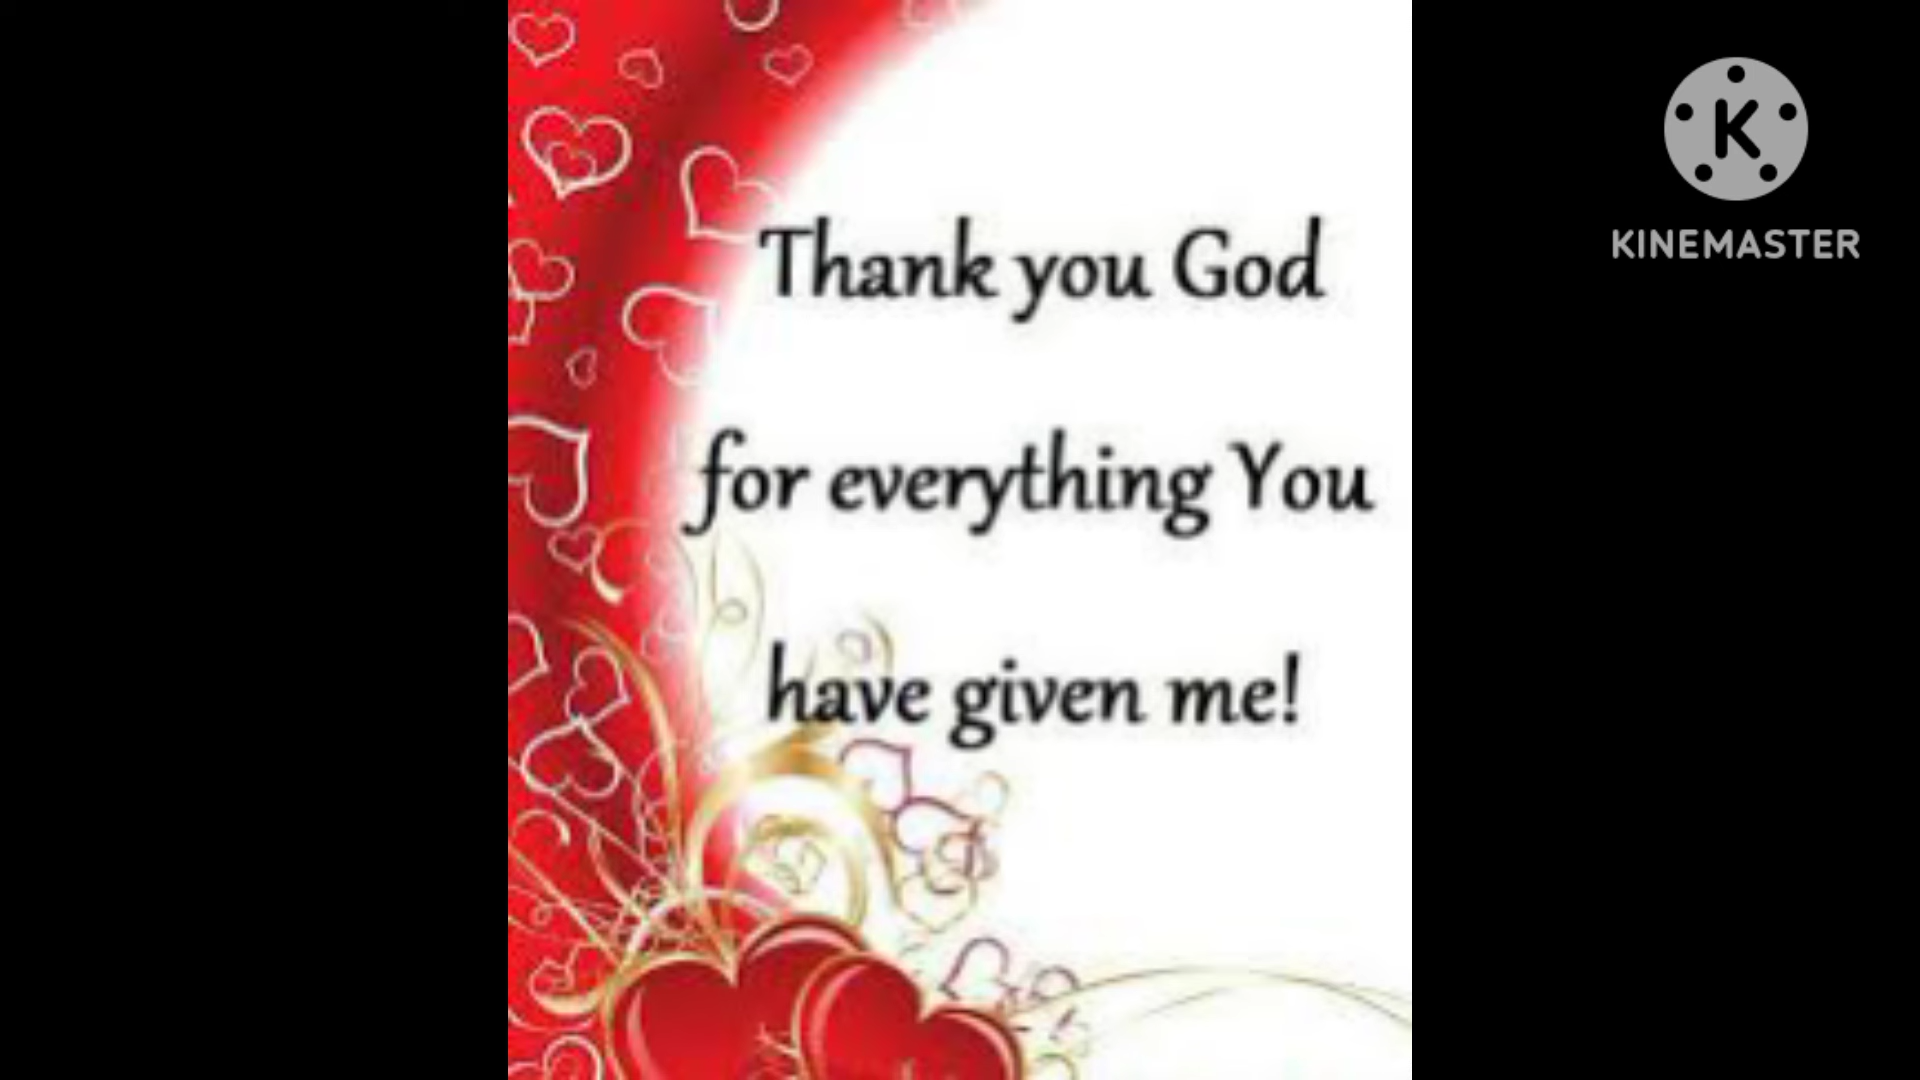 Thank you God
for everything You
have given me!
K
KINEMASTER